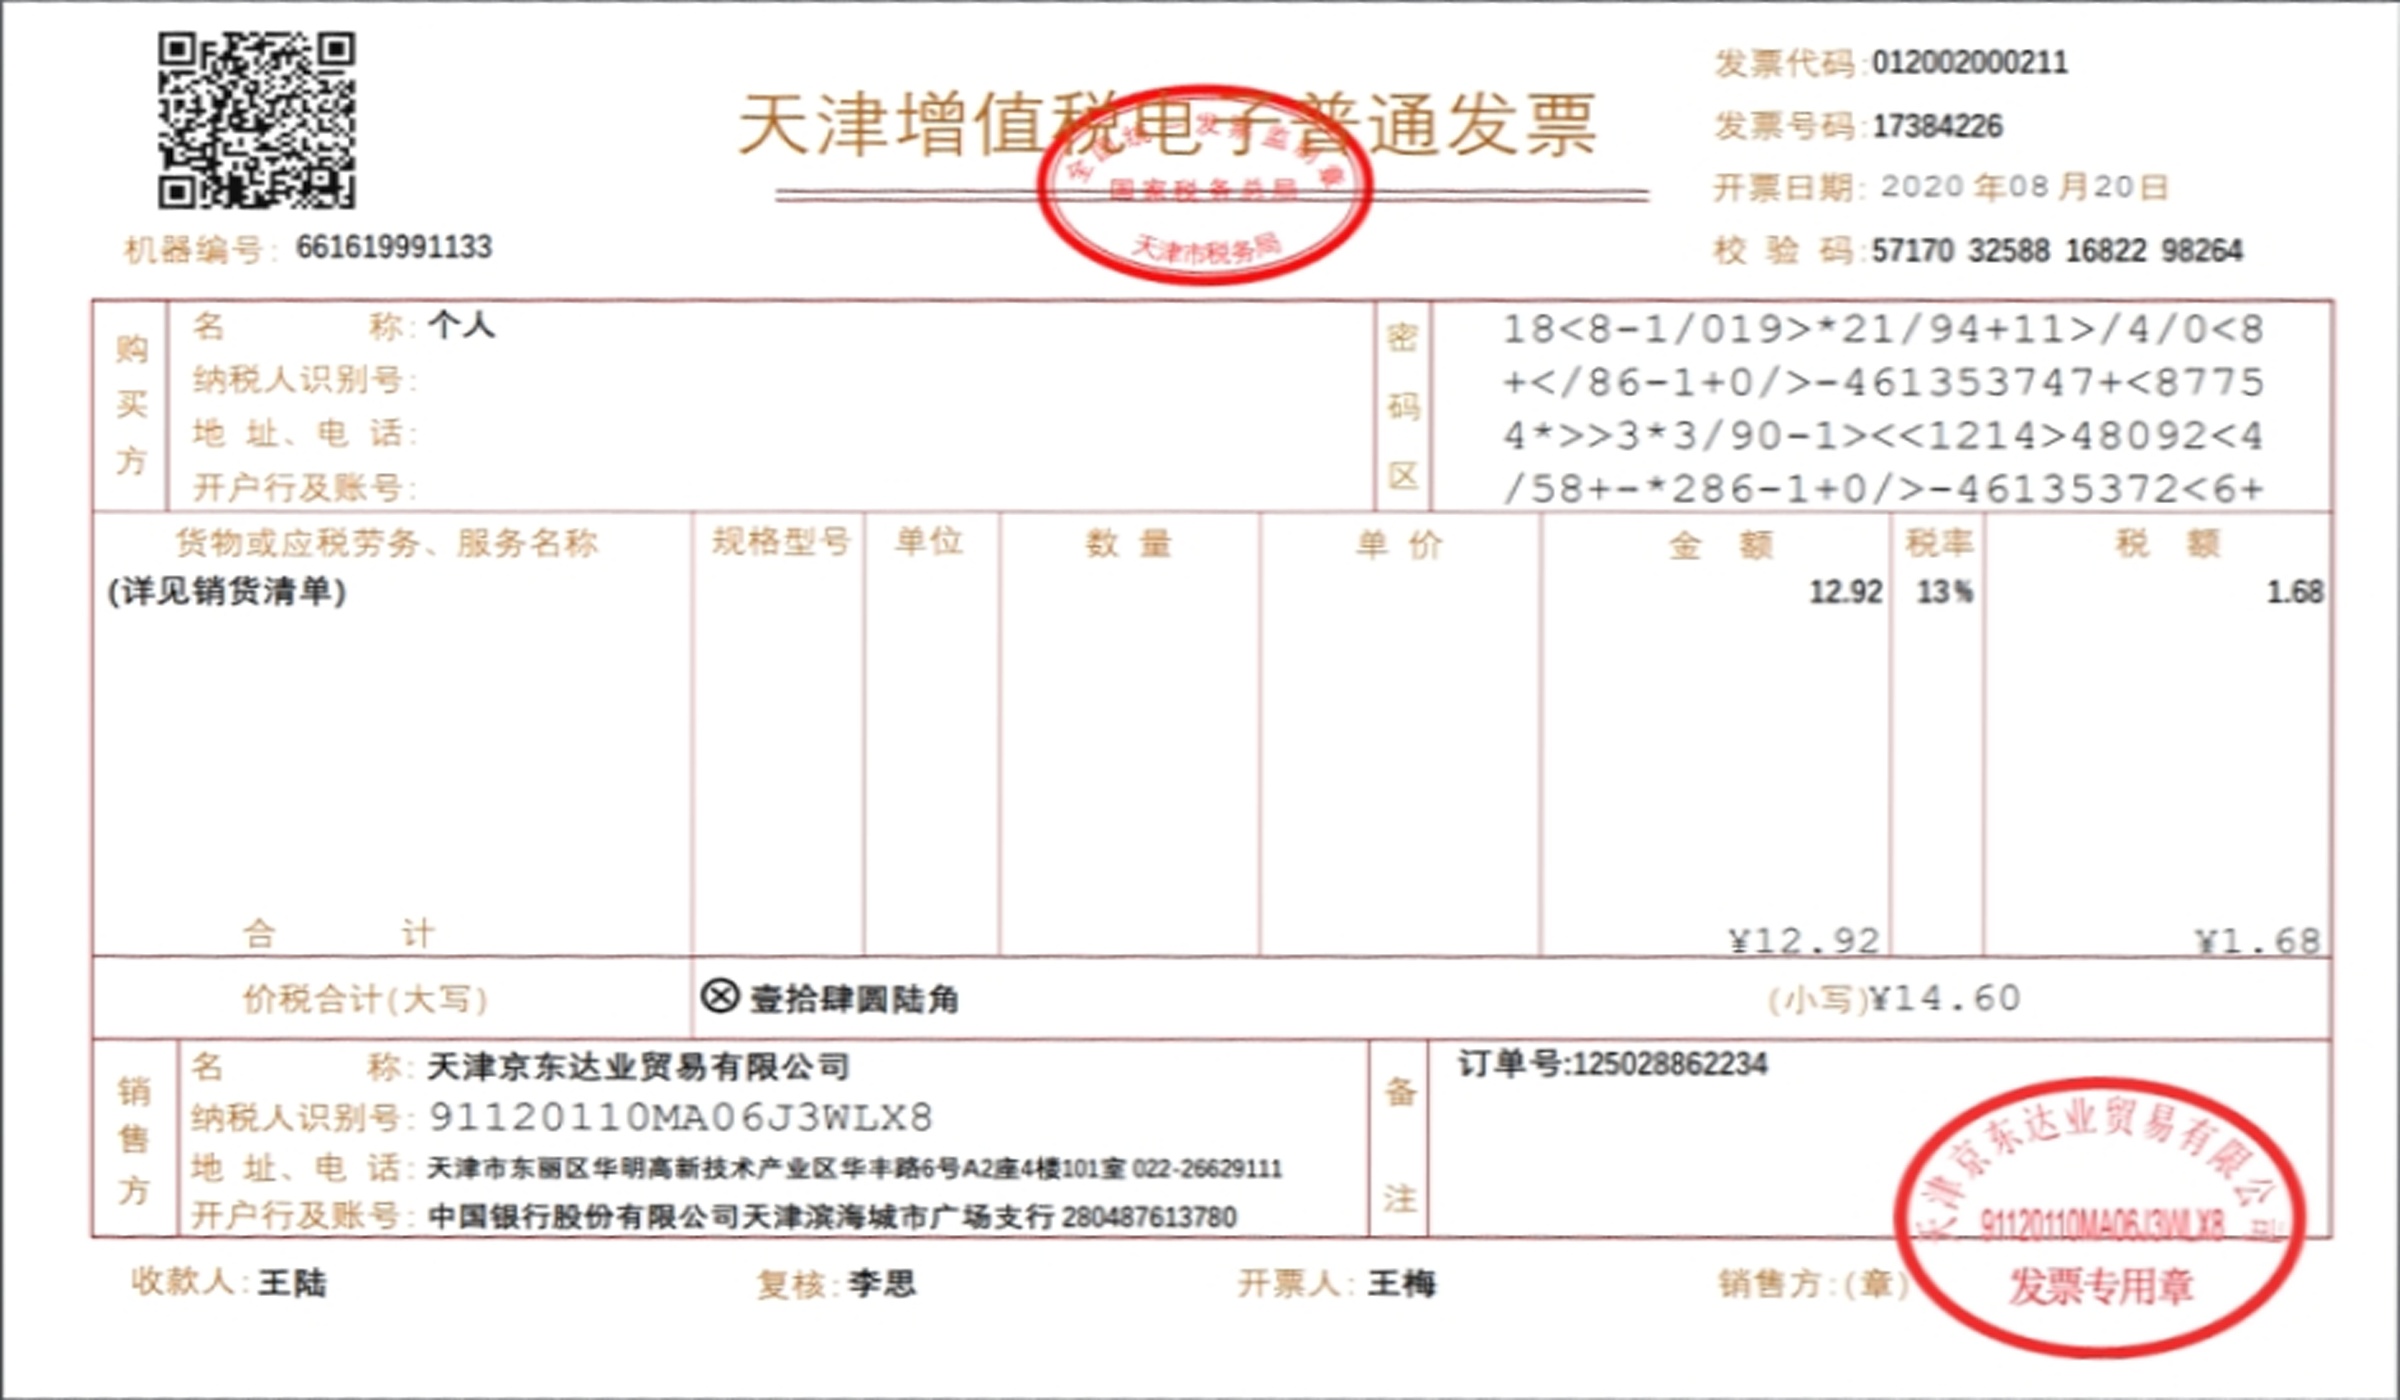 发票代码:012002000211
天津增值税电子普通发票
发票号码:17384226
全国统一发票监制章
国家税务总局
天津市税务局
开票日期: 2020 年08 月20日
机器编号: 661619991133
校 验 码:57170 32588 16822 98264
购买方
名 称: 个人
纳税人识别号:
地 址、电 话:
开户行及账号:
密码区
18<8-1/019>*21/94+11>/4/0<8
+</86-1+0/>-461353747+<8775
4*>>3*3/90-1><<1214>48092<4
/58+-*286-1+0/>-46135372<6+
货物或应税劳务、服务名称 规格型号 单位 数 量 单 价 金 额 税率 税 额
(详见销货清单) 12.92 13% 1.68
合 计 ¥12.92 ¥1.68
价税合计(大写) ⊗ 壹拾肆圆陆角 (小写)¥14.60
销售方
名 称: 天津京东达业贸易有限公司
纳税人识别号: 91120110MA06J3WLX8
地 址、电 话: 天津市东丽区华明高新技术产业区华丰路6号A2座4楼101室 022-26629111
开户行及账号: 中国银行股份有限公司天津滨海城市广场支行 280487613780
备注
订单号:125028862234
天津京东达业贸易有限公司
91120110MA06J3WLX8
发票专用章
收款人: 王陆 复核: 李思 开票人: 王梅 销售方:(章)